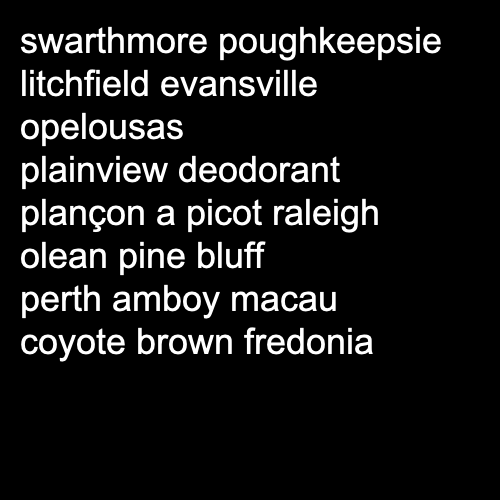 swarthmore poughkeepsie
litchfield evansville
opelousas
plainview deodorant
plançon a picot raleigh
olean pine bluff
perth amboy macau
coyote brown fredonia